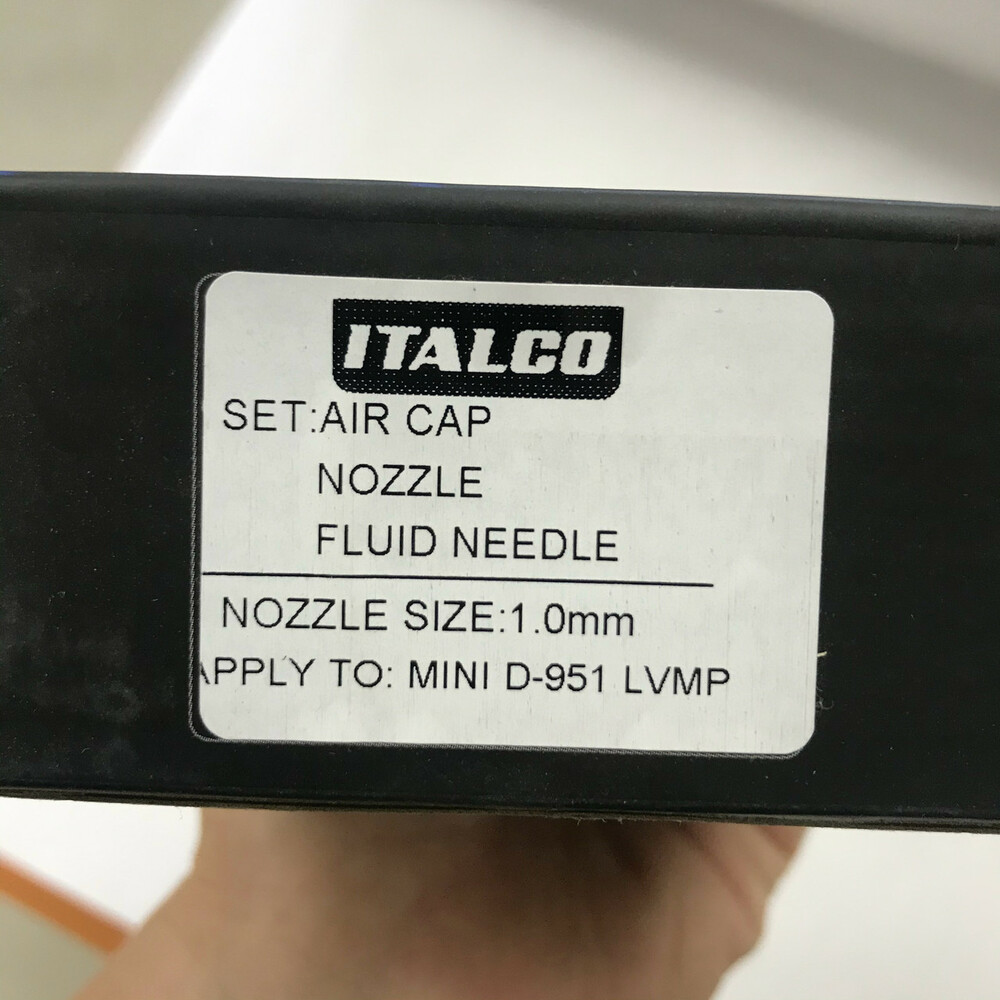 ITALCO
SET:AIR CAP
NOZZLE
FLUID NEEDLE
NOZZLE SIZE:1.0mm
APPLY TO: MINI D-951 LVMP